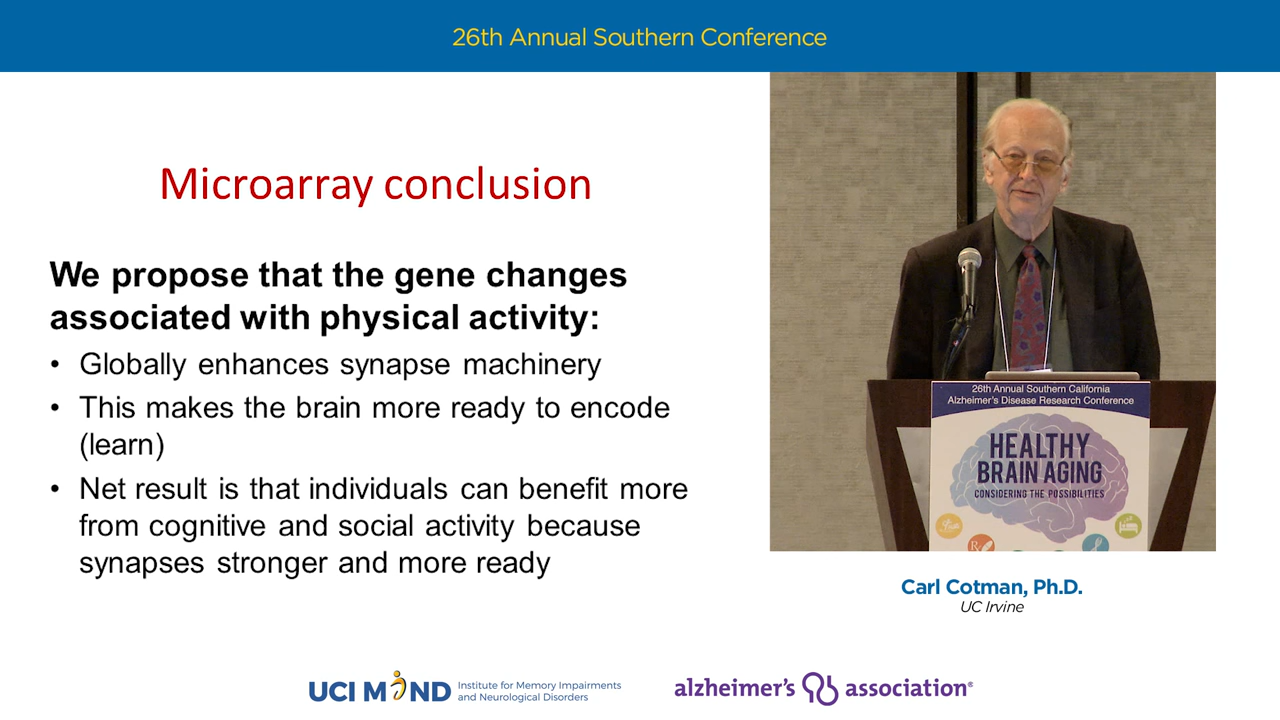 26th Annual Southern Conference
Microarray conclusion
We propose that the gene changes
associated with physical activity:
• Globally enhances synapse machinery
• This makes the brain more ready to encode
(learn)
• Net result is that individuals can benefit more
from cognitive and social activity because
synapses stronger and more ready
26th Annual Southern California
Alzheimer's Disease Research Conference
HEALTHY
BRAIN AGING
CONSIDERING THE POSSIBILITIES
Rx
Carl Cotman, Ph.D.
UC Irvine
UCI MIND
Institute for Memory Impairments
and Neurological Disorders
alzheimer's association®